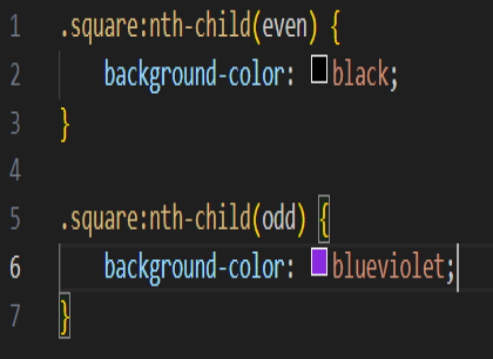 1 .square:nth-child(even) {
2 background-color: black;
3 }
4
5 .square:nth-child(odd) {
6 background-color: blueviolet;
7 }